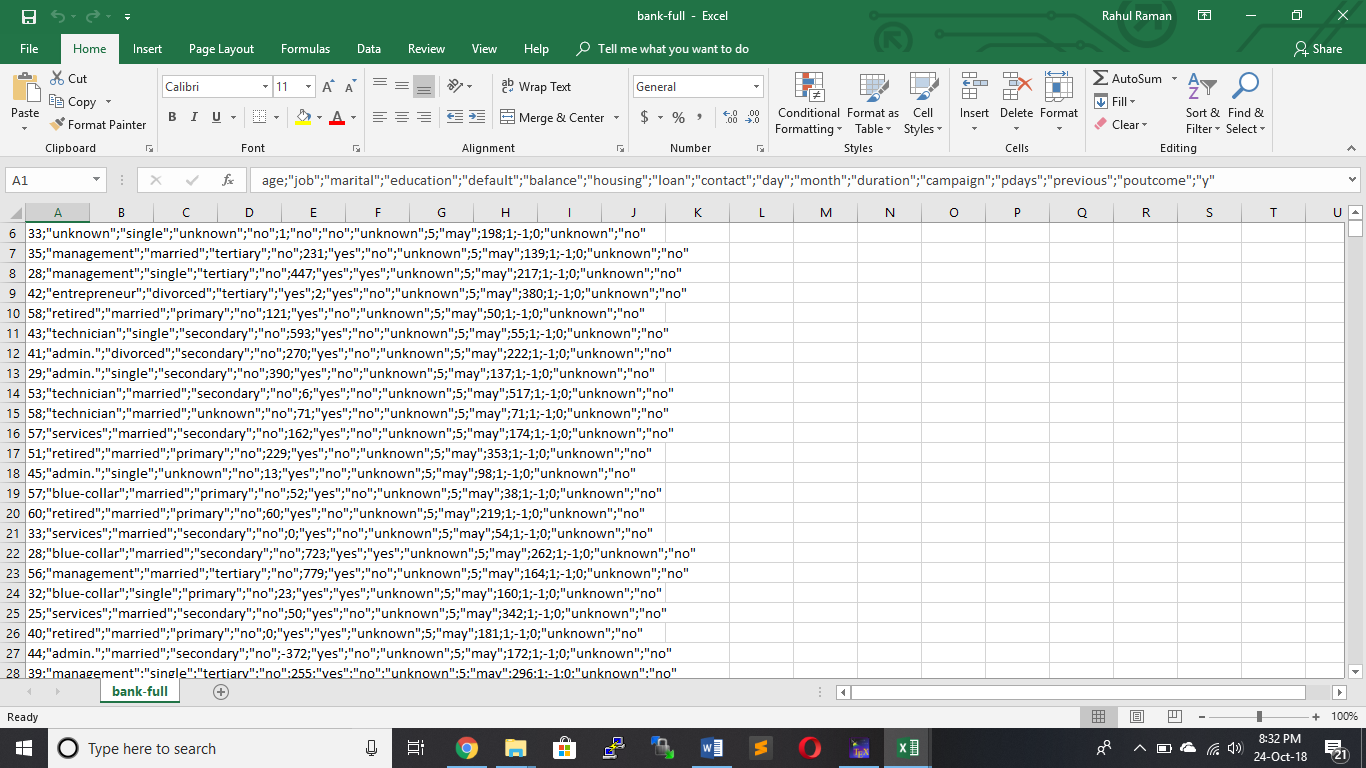 bank-full - Excel
Rahul Raman
File Home Insert Page Layout Formulas Data Review View Help Tell me what you want to do Share
Paste
Cut
Copy
Format Painter
Clipboard
Calibri 11
B I U
Font
Wrap Text
Merge & Center
Alignment
General
$ % ,
Number
Conditional Formatting
Format as Table
Cell Styles
Styles
Insert Delete Format
Cells
AutoSum
Fill
Clear
Sort & Filter
Find & Select
Editing
A1 fx age;"job";"marital";"education";"default";"balance";"housing";"loan";"contact";"day";"month";"duration";"campaign";"pdays";"previous";"poutcome";"y"
A B C D E F G H I J K L M N O P Q R S T U
6 33;"unknown";"single";"unknown";"no";1;"no";"no";"unknown";5;"may";198;1;-1;0;"unknown";"no"
7 35;"management";"married";"tertiary";"no";231;"yes";"no";"unknown";5;"may";139;1;-1;0;"unknown";"no"
8 28;"management";"single";"tertiary";"no";447;"yes";"yes";"unknown";5;"may";217;1;-1;0;"unknown";"no"
9 42;"entrepreneur";"divorced";"tertiary";"yes";2;"yes";"no";"unknown";5;"may";380;1;-1;0;"unknown";"no"
10 58;"retired";"married";"primary";"no";121;"yes";"no";"unknown";5;"may";50;1;-1;0;"unknown";"no"
11 43;"technician";"single";"secondary";"no";593;"yes";"no";"unknown";5;"may";55;1;-1;0;"unknown";"no"
12 41;"admin.";"divorced";"secondary";"no";270;"yes";"no";"unknown";5;"may";222;1;-1;0;"unknown";"no"
13 29;"admin.";"single";"secondary";"no";390;"yes";"no";"unknown";5;"may";137;1;-1;0;"unknown";"no"
14 53;"technician";"married";"secondary";"no";6;"yes";"no";"unknown";5;"may";517;1;-1;0;"unknown";"no"
15 58;"technician";"married";"unknown";"no";71;"yes";"no";"unknown";5;"may";71;1;-1;0;"unknown";"no"
16 57;"services";"married";"secondary";"no";162;"yes";"no";"unknown";5;"may";174;1;-1;0;"unknown";"no"
17 51;"retired";"married";"primary";"no";229;"yes";"no";"unknown";5;"may";353;1;-1;0;"unknown";"no"
18 45;"admin.";"single";"unknown";"no";13;"yes";"no";"unknown";5;"may";98;1;-1;0;"unknown";"no"
19 57;"blue-collar";"married";"primary";"no";52;"yes";"no";"unknown";5;"may";38;1;-1;0;"unknown";"no"
20 60;"retired";"married";"primary";"no";60;"yes";"no";"unknown";5;"may";219;1;-1;0;"unknown";"no"
21 33;"services";"married";"secondary";"no";0;"yes";"no";"unknown";5;"may";54;1;-1;0;"unknown";"no"
22 28;"blue-collar";"married";"secondary";"no";723;"yes";"yes";"unknown";5;"may";262;1;-1;0;"unknown";"no"
23 56;"management";"married";"tertiary";"no";779;"yes";"no";"unknown";5;"may";164;1;-1;0;"unknown";"no"
24 32;"blue-collar";"single";"primary";"no";23;"yes";"yes";"unknown";5;"may";160;1;-1;0;"unknown";"no"
25 25;"services";"married";"secondary";"no";50;"yes";"no";"unknown";5;"may";342;1;-1;0;"unknown";"no"
26 40;"retired";"married";"primary";"no";0;"yes";"yes";"unknown";5;"may";181;1;-1;0;"unknown";"no"
27 44;"admin.";"married";"secondary";"no";-372;"yes";"no";"unknown";5;"may";172;1;-1;0;"unknown";"no"
28 39;"management";"single";"tertiary";"no";255;"yes";"no";"unknown";5;"may";296;1;-1;0;"unknown";"no"
bank-full
Ready
100%
Type here to search
8:32 PM
24-Oct-18
21